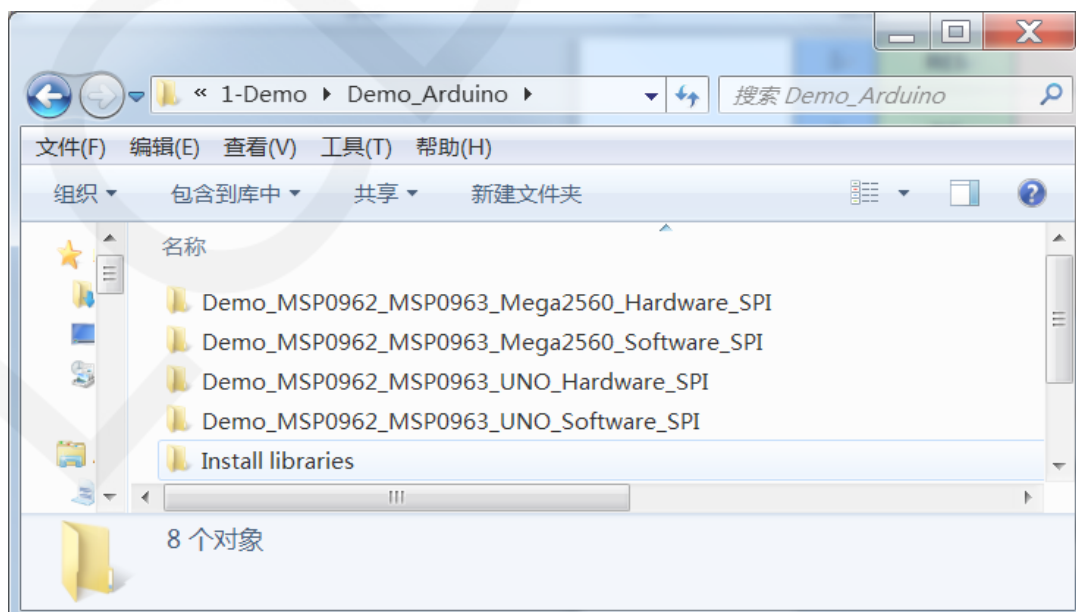 « 1-Demo ▸ Demo_Arduino ▸ 搜索 Demo_Arduino
文件(F) 编辑(E) 查看(V) 工具(T) 帮助(H)
组织 包含到库中 共享 新建文件夹
名称
Demo_MSP0962_MSP0963_Mega2560_Hardware_SPI
Demo_MSP0962_MSP0963_Mega2560_Software_SPI
Demo_MSP0962_MSP0963_UNO_Hardware_SPI
Demo_MSP0962_MSP0963_UNO_Software_SPI
Install libraries
8 个对象